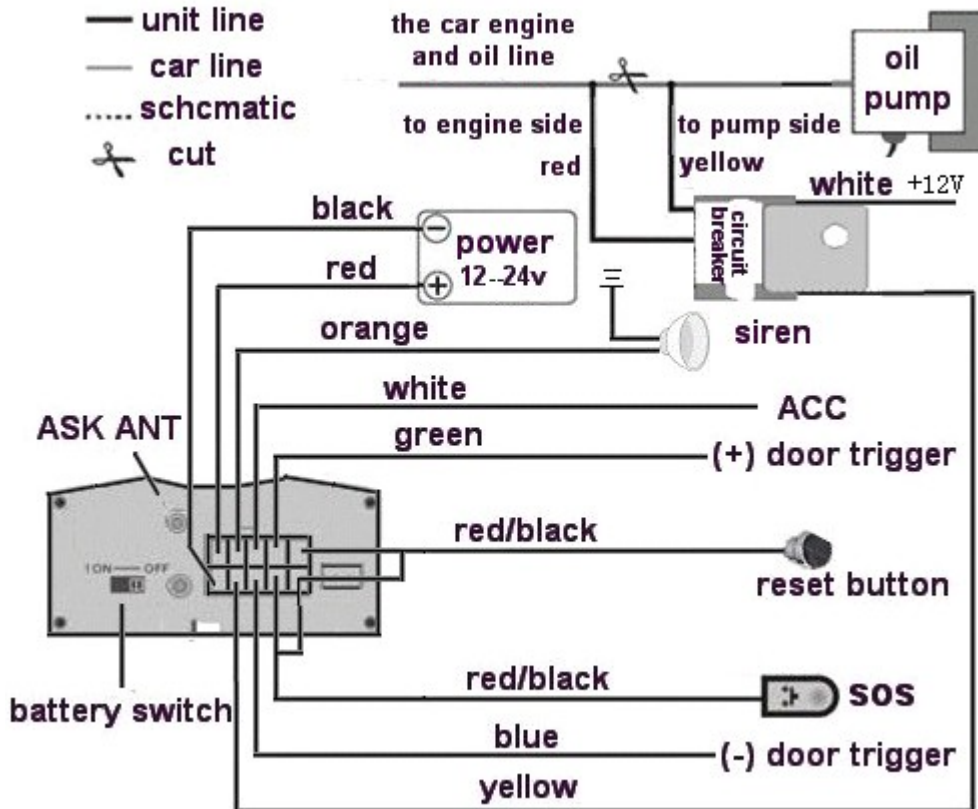 unit line
car line
schcmatic
cut
the car engine
and oil line
oil
pump
to engine side
red
to pump side
yellow
white +12V
circuit
breaker
black
power
12--24v
red
orange
siren
white
ACC
ASK ANT
green
(+) door trigger
red/black
reset button
1ON — OFF
battery switch
red/black
SOS
blue
(-) door trigger
yellow